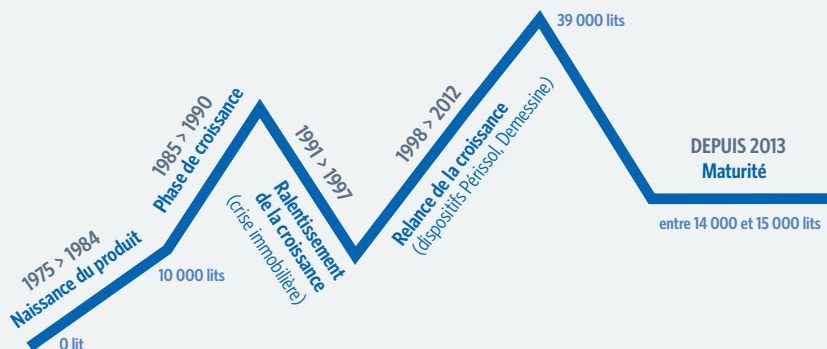 1975 > 1984
Naissance du produit
0 lit
10 000 lits
1985 > 1990
Phase de croissance
1991 > 1997
Ralentissement
de la croissance
(crise immobilière)
1998 > 2012
Relance de la croissance
(dispositifs Périssol, Demessine)
39 000 lits
DEPUIS 2013
Maturité
entre 14 000 et 15 000 lits